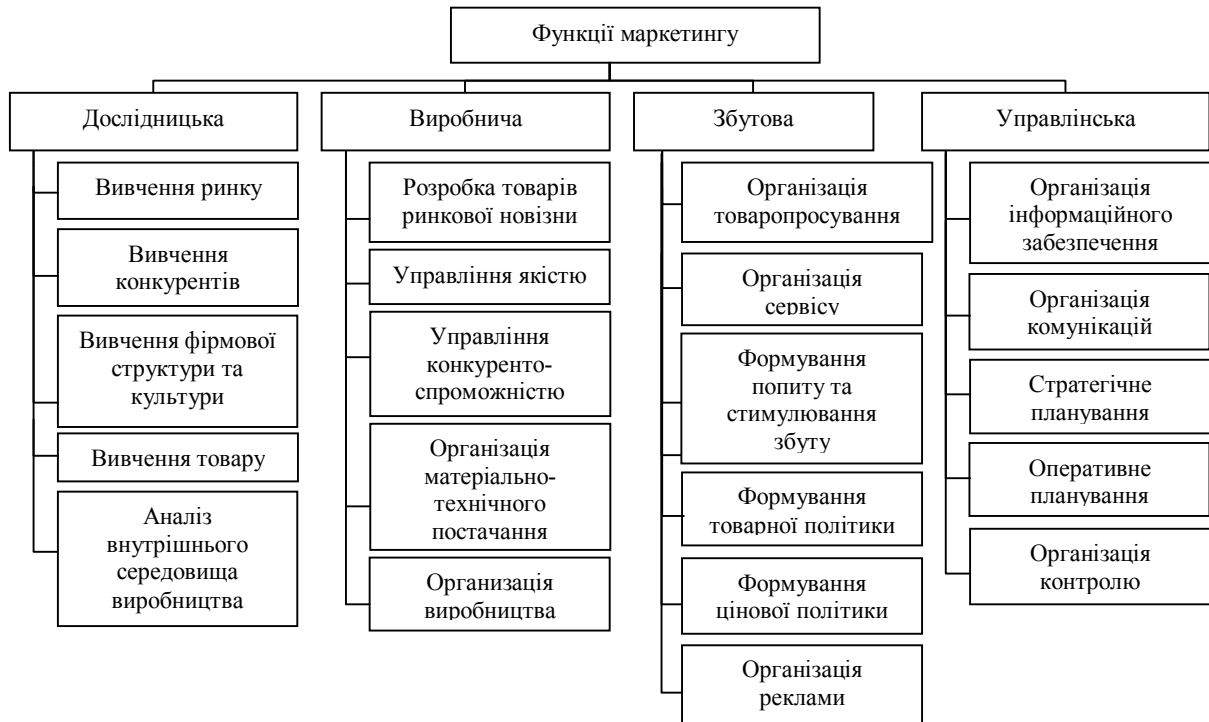 Функції маркетингу
Дослідницька
Вивчення ринку
Вивчення
конкурентів
Вивчення фірмової
структури та
культури
Вивчення товару
Аналіз
внутрішнього
середовища
виробництва
Виробнича
Розробка товарів
ринкової новізни
Управління якістю
Управління
конкуренто-
спроможністю
Організація
матеріально-
технічного
постачання
Организація
виробництва
Збутова
Організація
товаропросування
Організація
сервісу
Формування
попиту та
стимулювання
збуту
Формування
товарної політики
Формування
цінової політики
Організація
реклами
Управлінська
Організація
інформаційного
забезпечення
Організація
комунікацій
Стратегічне
планування
Оперативне
планування
Організація
контролю